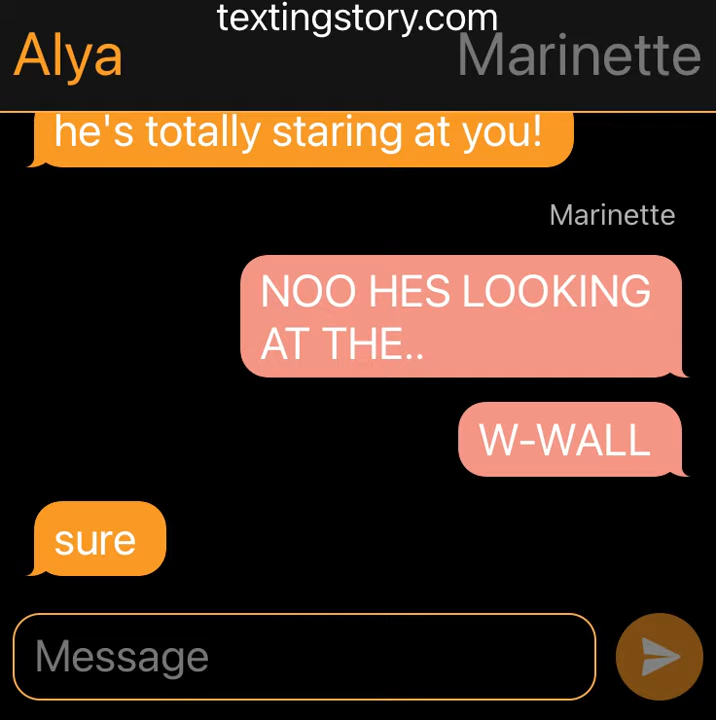 textingstory.com
Alya
Marinette
he's totally staring at you!
Marinette
NOO HES LOOKING
AT THE..
W-WALL
sure
Message